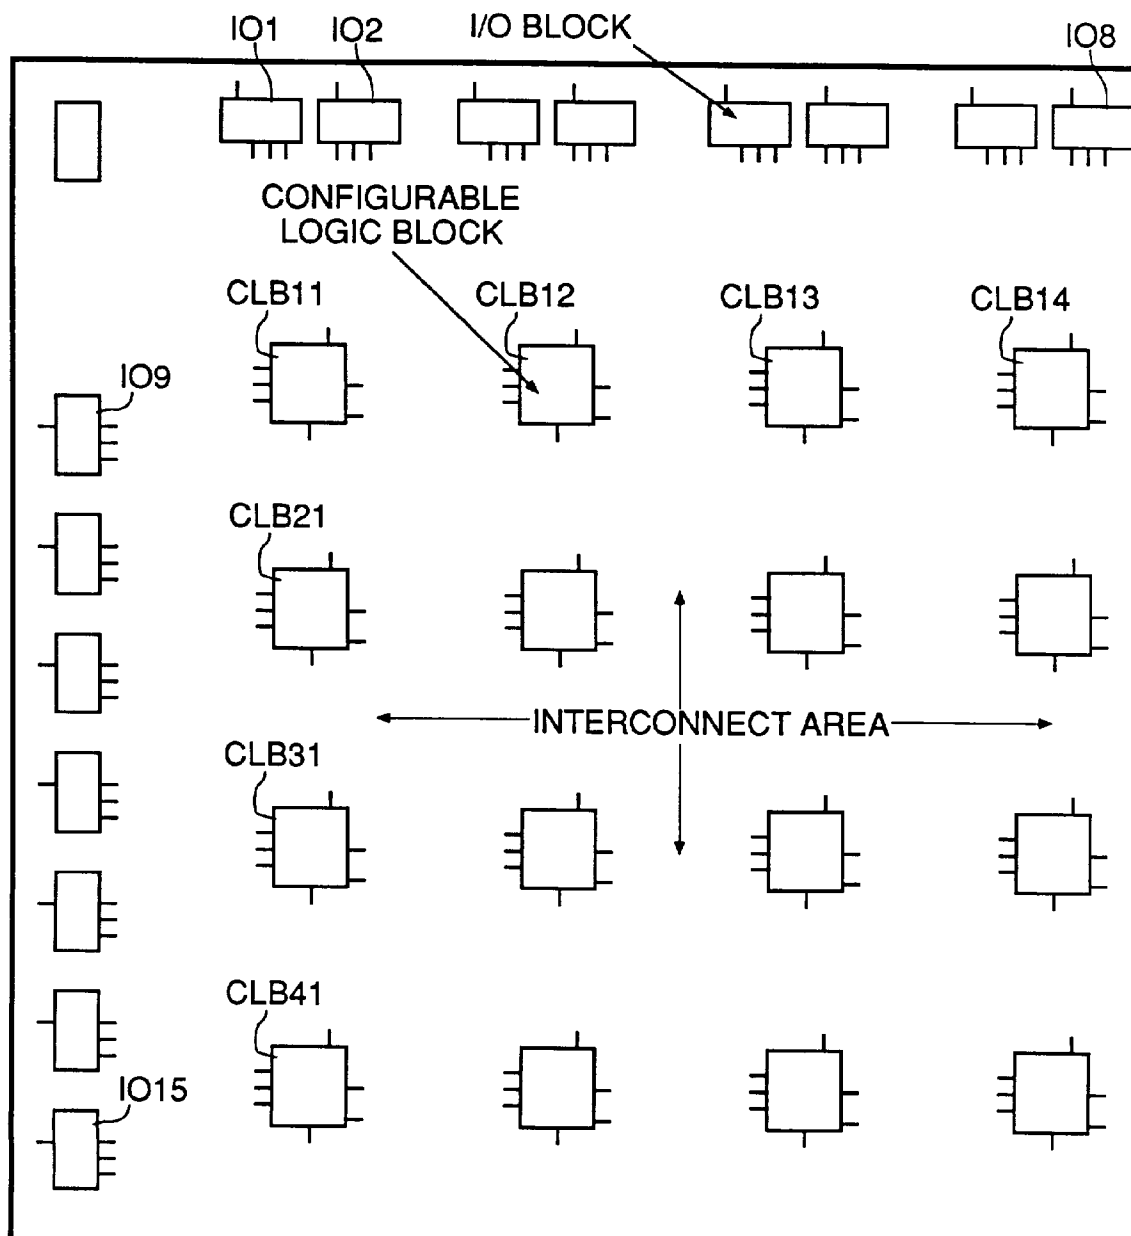 IO1
IO2
I/O BLOCK
IO8
CONFIGURABLE
LOGIC BLOCK
CLB11
CLB12
CLB13
CLB14
IO9
CLB21
INTERCONNECT AREA
CLB31
CLB41
IO15